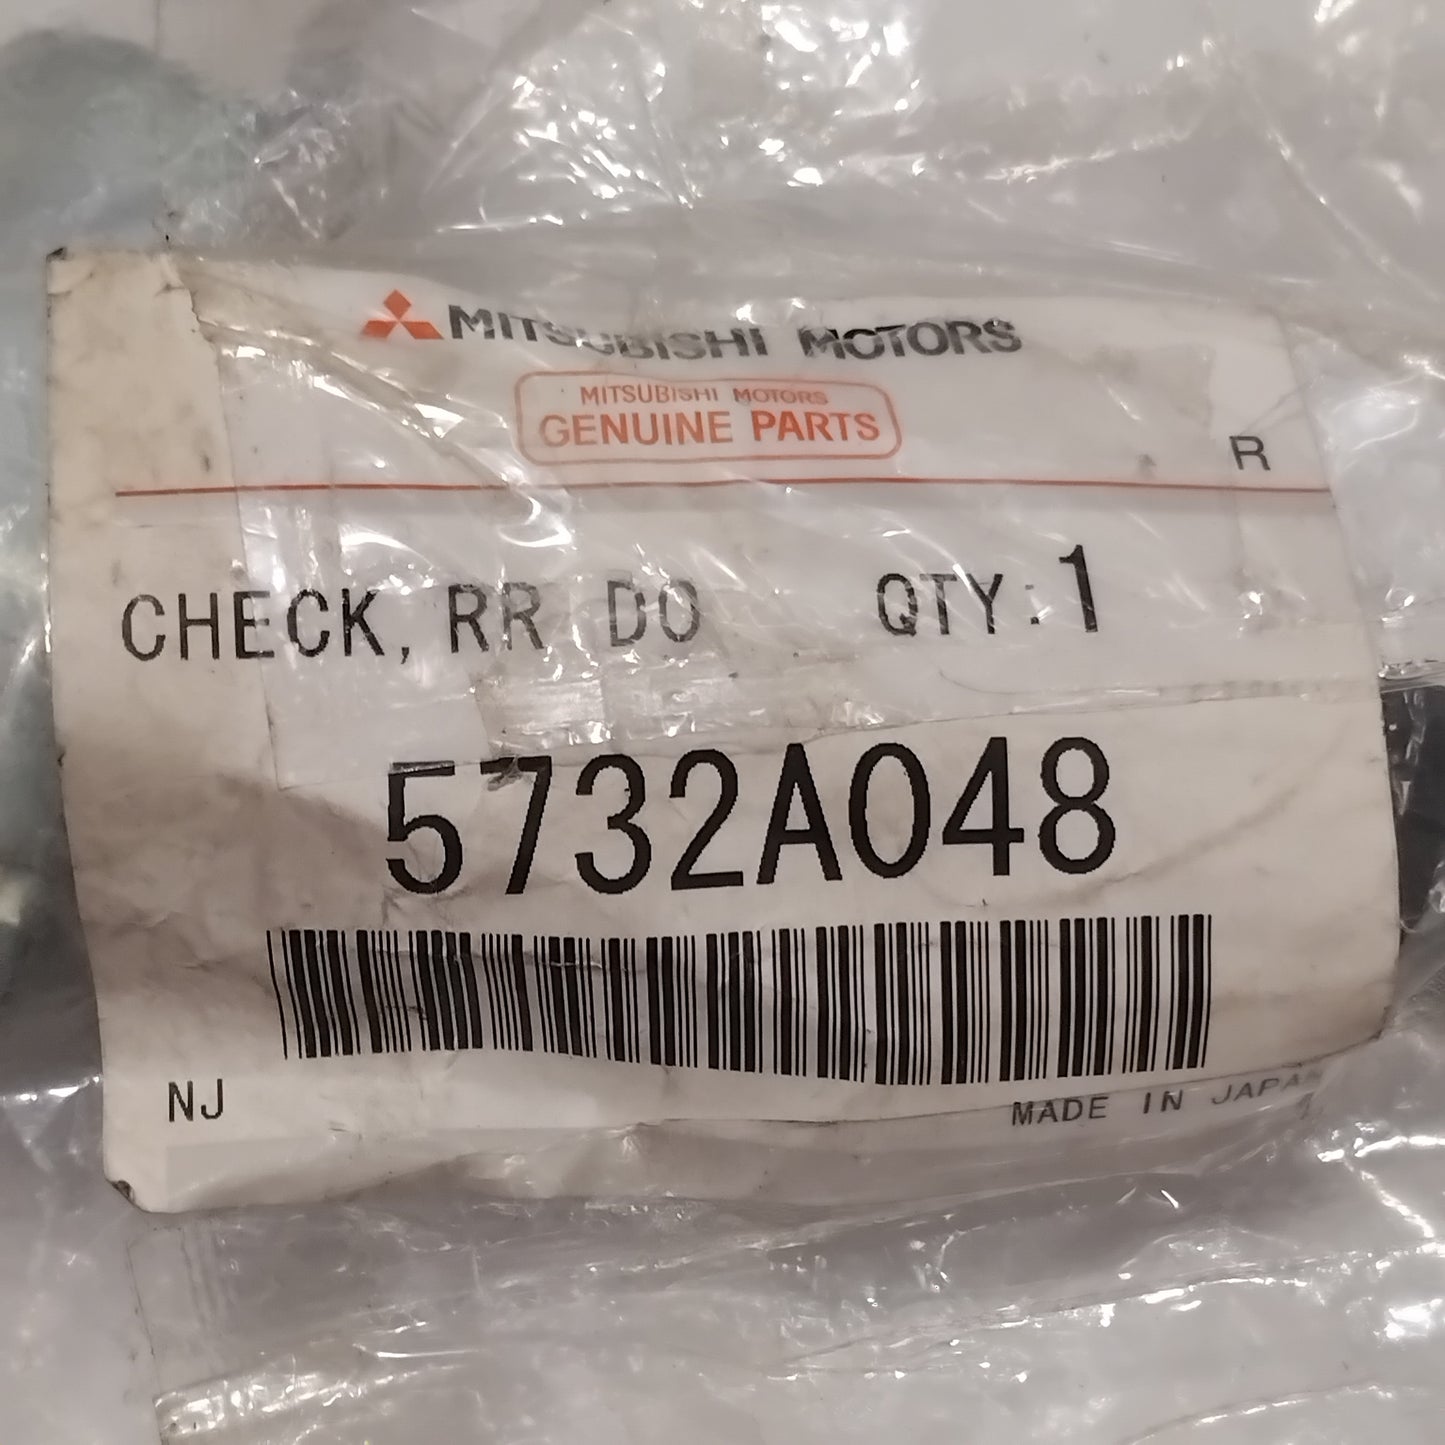 MITSUBISHI MOTORS
MITSUBISHI MOTORS
GENUINE PARTS
R
CHECK, RR DO QTY: 1
5732A048
NJ
MADE IN JAPAN